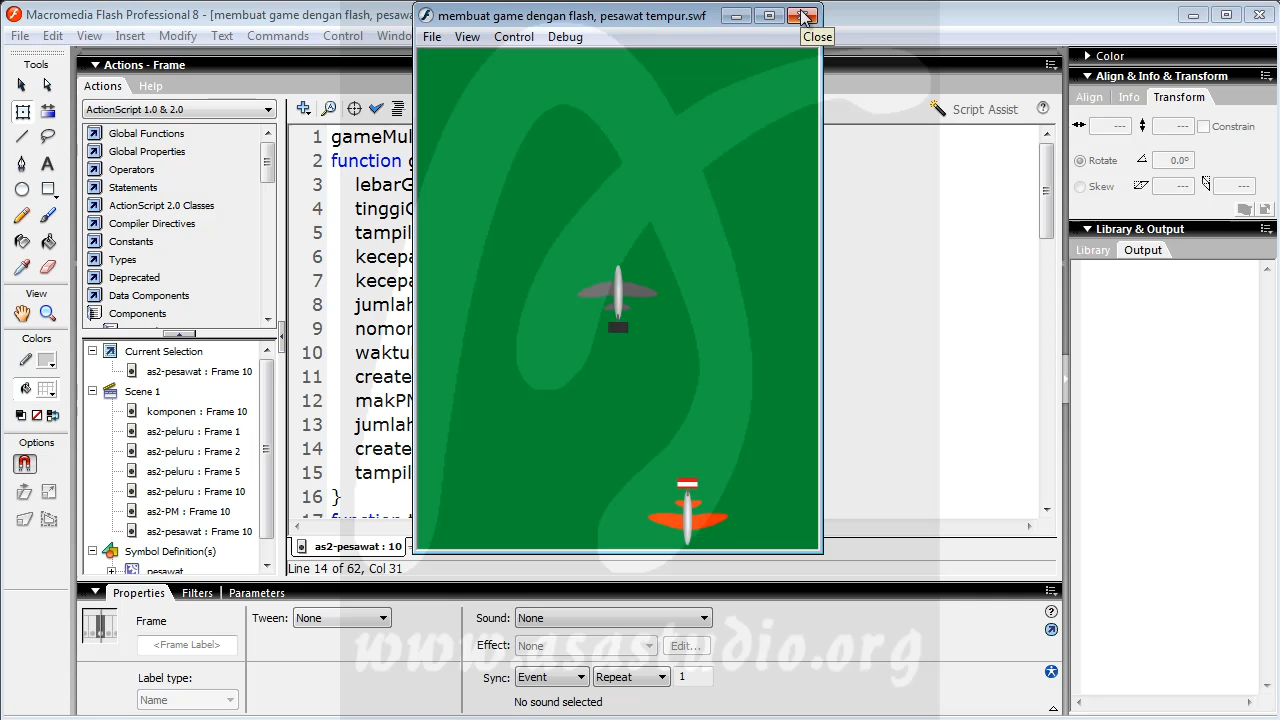 Macromedia Flash Professional 8 - [membuat game dengan flash, pesawat
membuat game dengan flash, pesawat tempur.swf
Close
File Edit View Insert Modify Text Commands Control
File View Control Debug
Tools
View
Colors
Options
Actions - Frame
Actions Help
ActionScript 1.0 & 2.0
Global Functions
Global Properties
Operators
Statements
ActionScript 2.0 Classes
Compiler Directives
Constants
Types
Deprecated
Data Components
Components
Current Selection
as2-pesawat : Frame 10
Scene 1
komponen : Frame 10
as2-peluru : Frame 1
as2-peluru : Frame 2
as2-peluru : Frame 5
as2-peluru : Frame 10
as2-PM : Frame 10
as2-pesawat : Frame 10
Symbol Definition(s)
pesawat
Script Assist
1 gameMul
2 function g
3 lebarG
4
5 tampil
6 kecepa
7 kecepa
8 jumlah
9 nomor
10 waktu
11 create
12 makPM
13 jumlah
14 create
15 tampil
16 }
17
as2-pesawat : 10
Line 14 of 62, Col 31
Color
Align & Info & Transform
Align Info Transform
--- --- Constrain
Rotate 0.0°
Skew --- ---
Library & Output
Library Output
Properties Filters Parameters
Frame
<Frame Label>
Label type:
Name
Tween: None
Sound: None
Effect: None Edit...
Sync: Event Repeat 1
No sound selected
www.asastudio.org